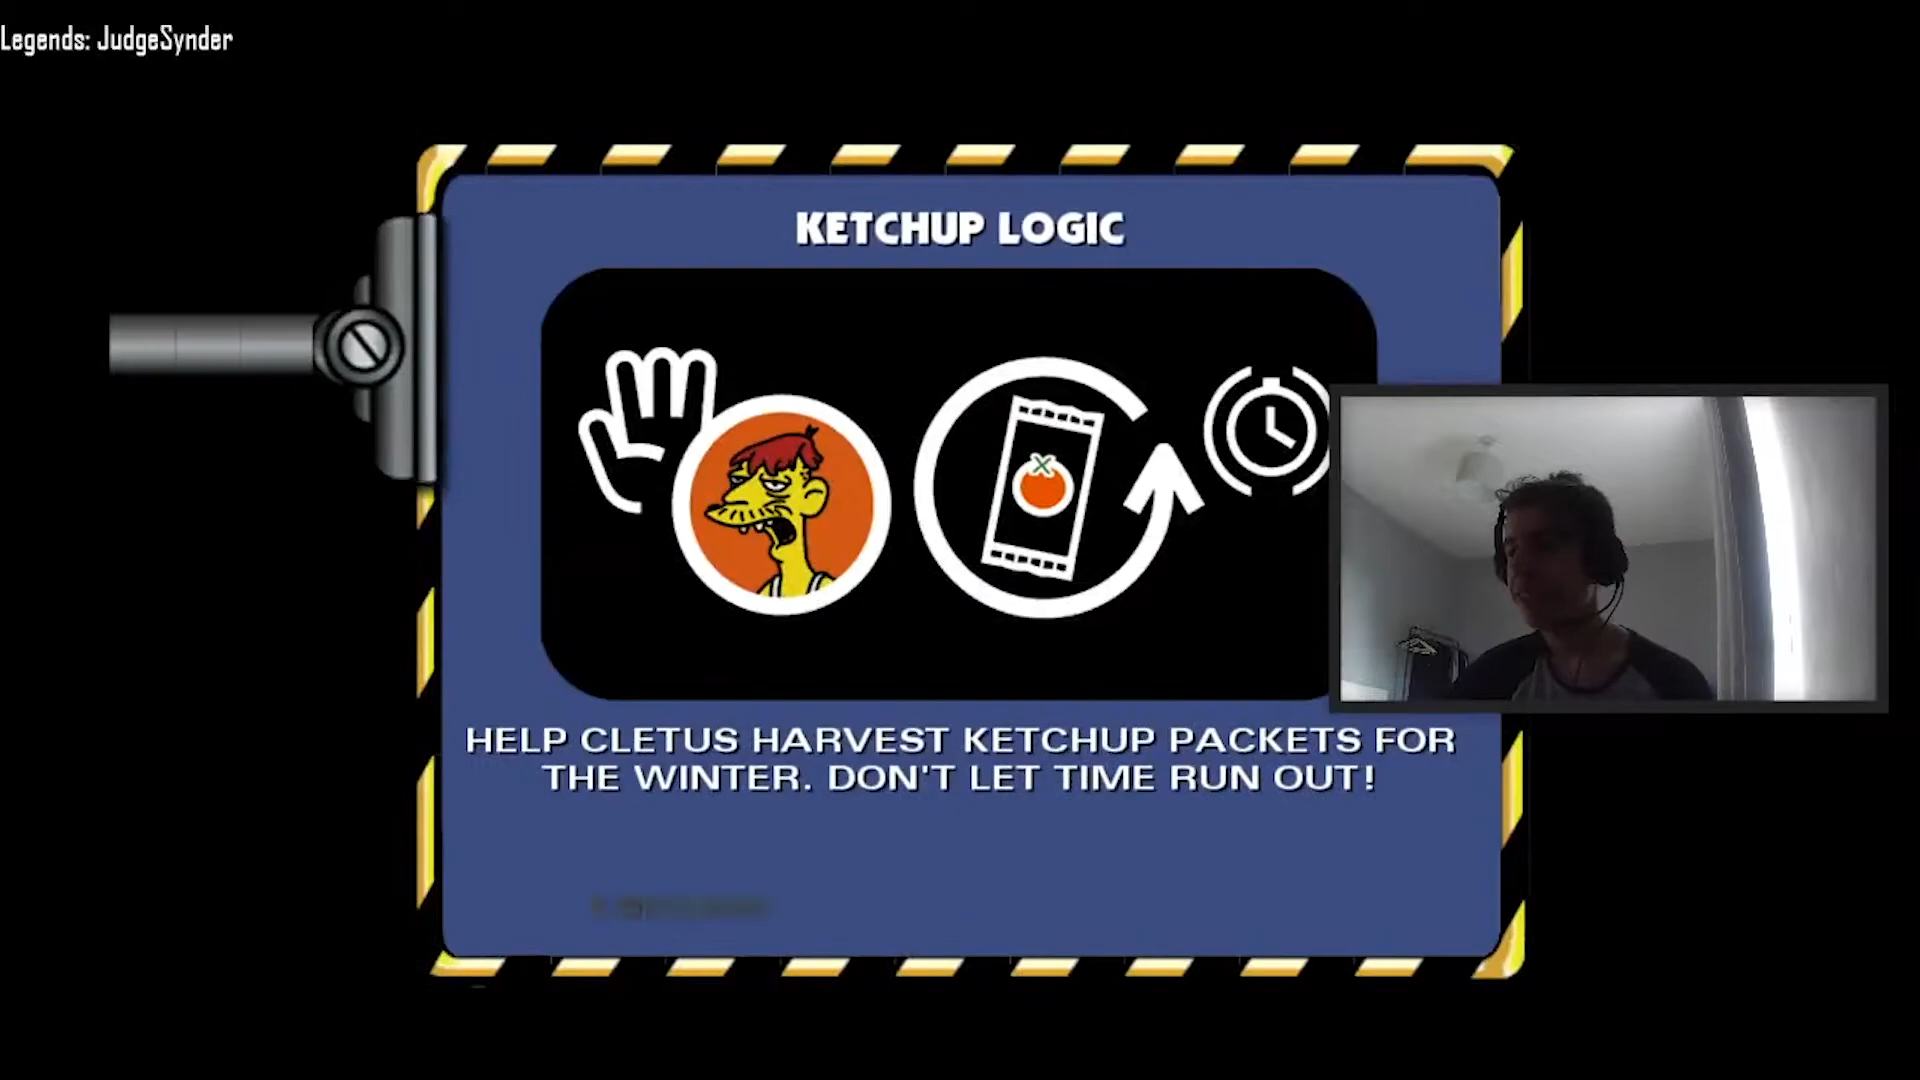 Legends: JudgeSynder
KETCHUP LOGIC
HELP CLETUS HARVEST KETCHUP PACKETS FOR
THE WINTER. DON'T LET TIME RUN OUT!